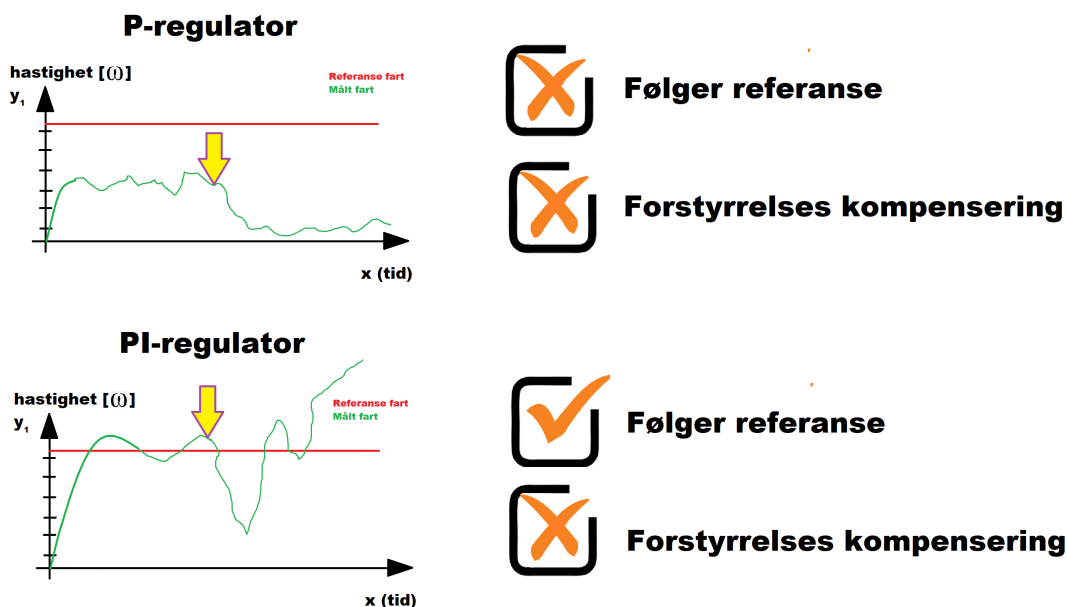 P-regulator
hastighet [ω]
y₁
Referanse fart
Målt fart
x (tid)
Følger referanse
Forstyrrelses kompensering
PI-regulator
hastighet [ω]
y₁
Referanse fart
Målt fart
x (tid)
Følger referanse
Forstyrrelses kompensering